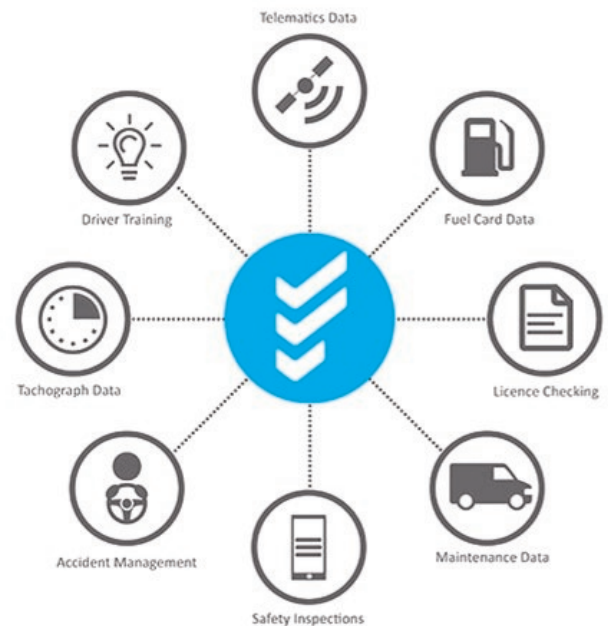 Telematics Data
Fuel Card Data
Licence Checking
Maintenance Data
Safety Inspections
Accident Management
Tachograph Data
Driver Training